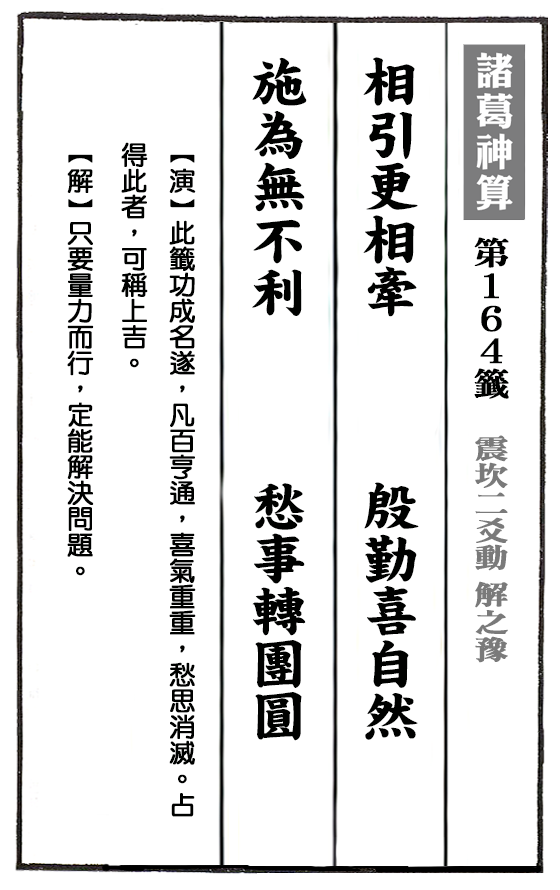 諸葛神算 第164籤 震坎二爻動 解之豫
相引更相牽 殷勤喜自然
施為無不利 愁事轉團圓
【演】此籤功成名遂，凡百亨通，喜氣重重，愁思消滅。占
得此者，可稱上吉。
【解】只要量力而行，定能解決問題。